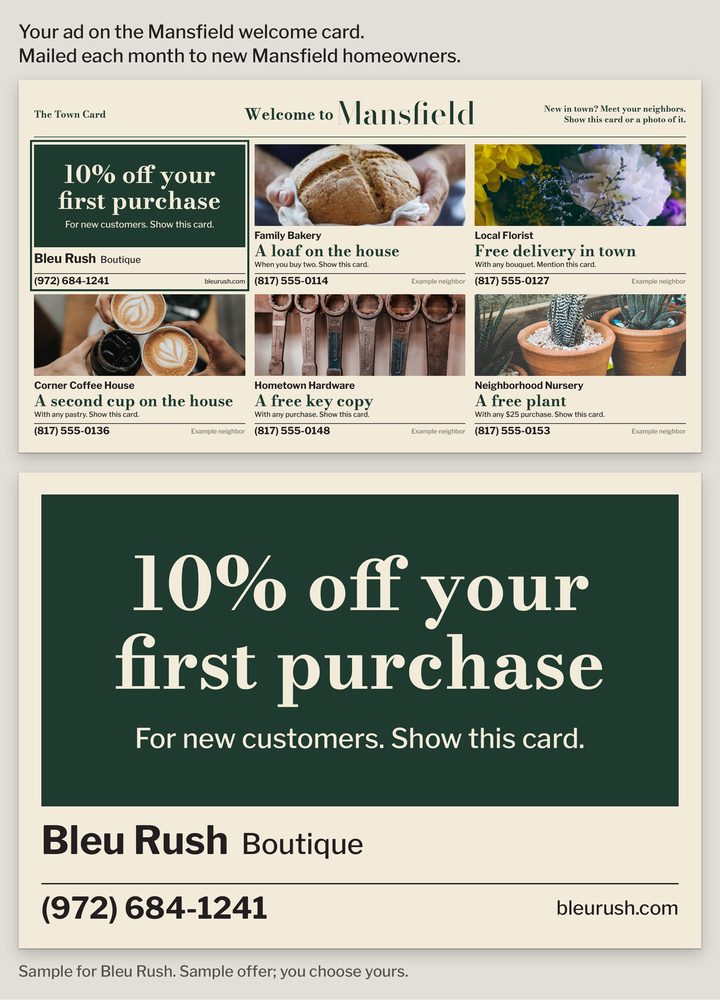 Your ad on the Mansfield welcome card.
Mailed each month to new Mansfield homeowners.
The Town Card
Welcome to Mansfield
New in town? Meet your neighbors.
Show this card or a photo of it.
10% off your
first purchase
For new customers. Show this card.
Bleu Rush Boutique
(972) 684-1241
bleurush.com
Family Bakery
A loaf on the house
When you buy two. Show this card.
(817) 555-0114
Example neighbor
Local Florist
Free delivery in town
With any bouquet. Mention this card.
(817) 555-0127
Example neighbor
Corner Coffee House
A second cup on the house
With any pastry. Show this card.
(817) 555-0136
Example neighbor
Hometown Hardware
A free key copy
With any purchase. Show this card.
(817) 555-0148
Example neighbor
Neighborhood Nursery
A free plant
With any $25 purchase. Show this card.
(817) 555-0153
Example neighbor
10% off your
first purchase
For new customers. Show this card.
Bleu Rush Boutique
(972) 684-1241
bleurush.com
Sample for Bleu Rush. Sample offer; you choose yours.